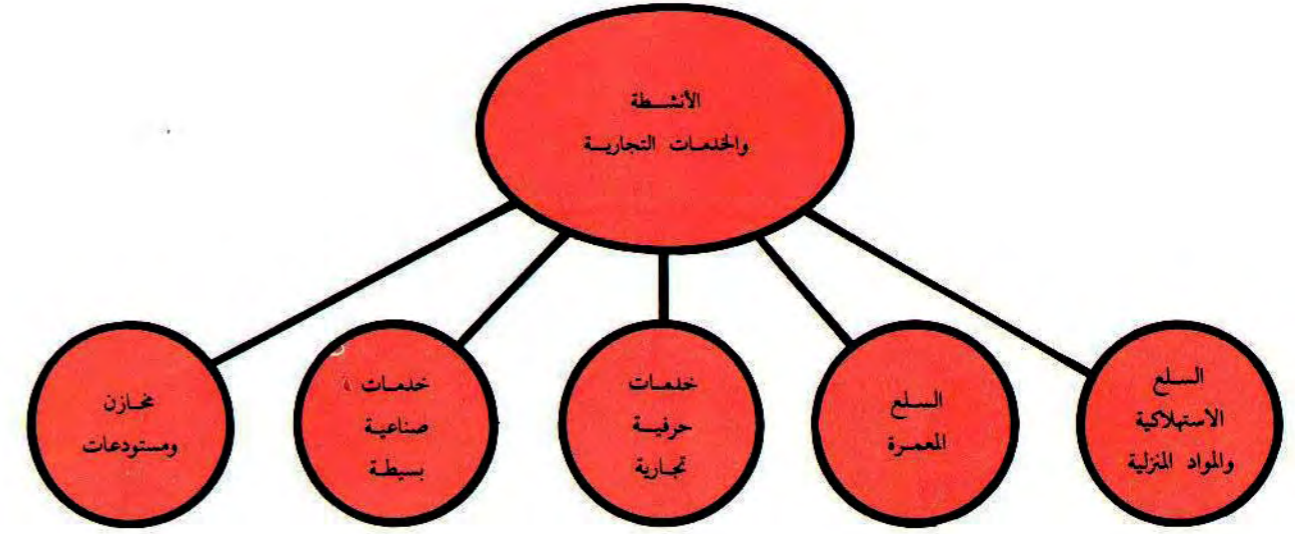 الأنشطة
والخدمات التجارية
السلع
الاستهلاكية
والمواد المنزلية
السلع
المعمرة
خدمات
حرفية
تجارية
خدمات
صناعية
بسيطة
مخازن
ومستودعات